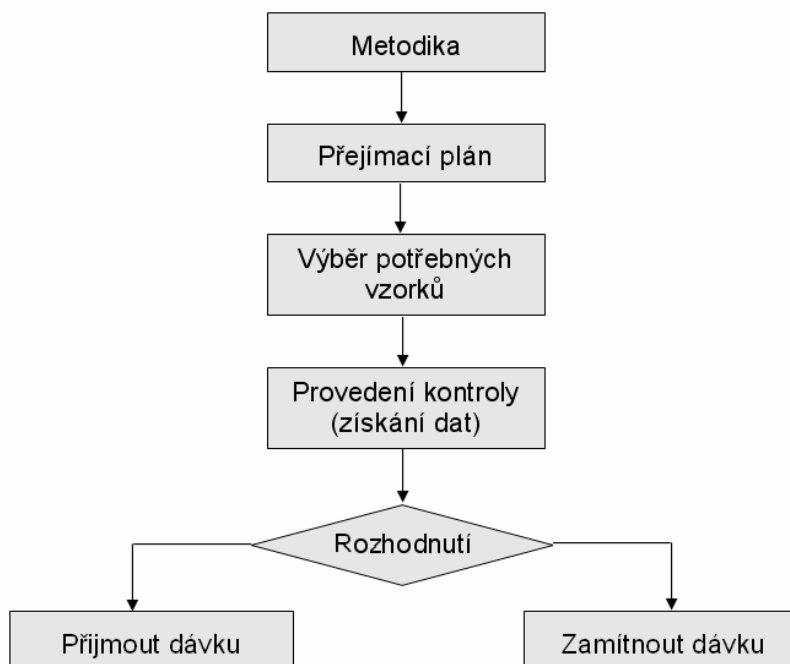 Metodika
Přejímací plán
Výběr potřebných
vzorků
Provedení kontroly
(získání dat)
Rozhodnutí
Přijmout dávku
Zamítnout dávku